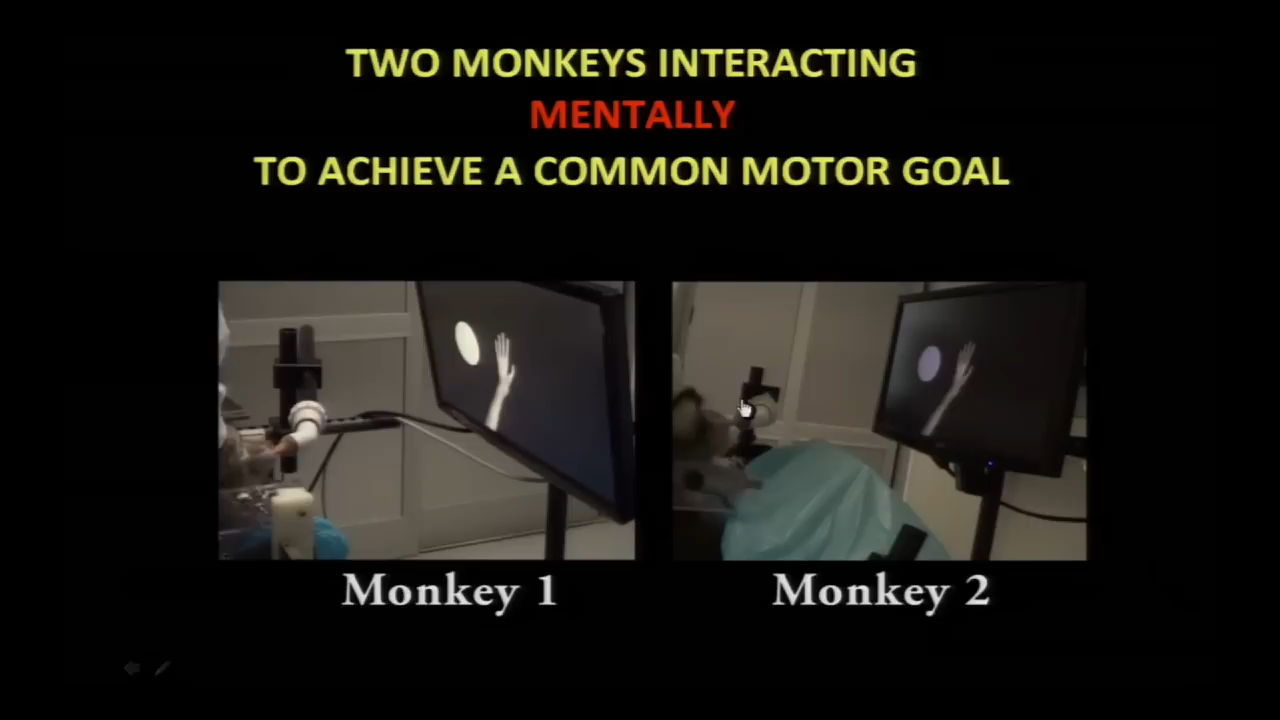 TWO MONKEYS INTERACTING
MENTALLY
TO ACHIEVE A COMMON MOTOR GOAL
Monkey 1
Monkey 2